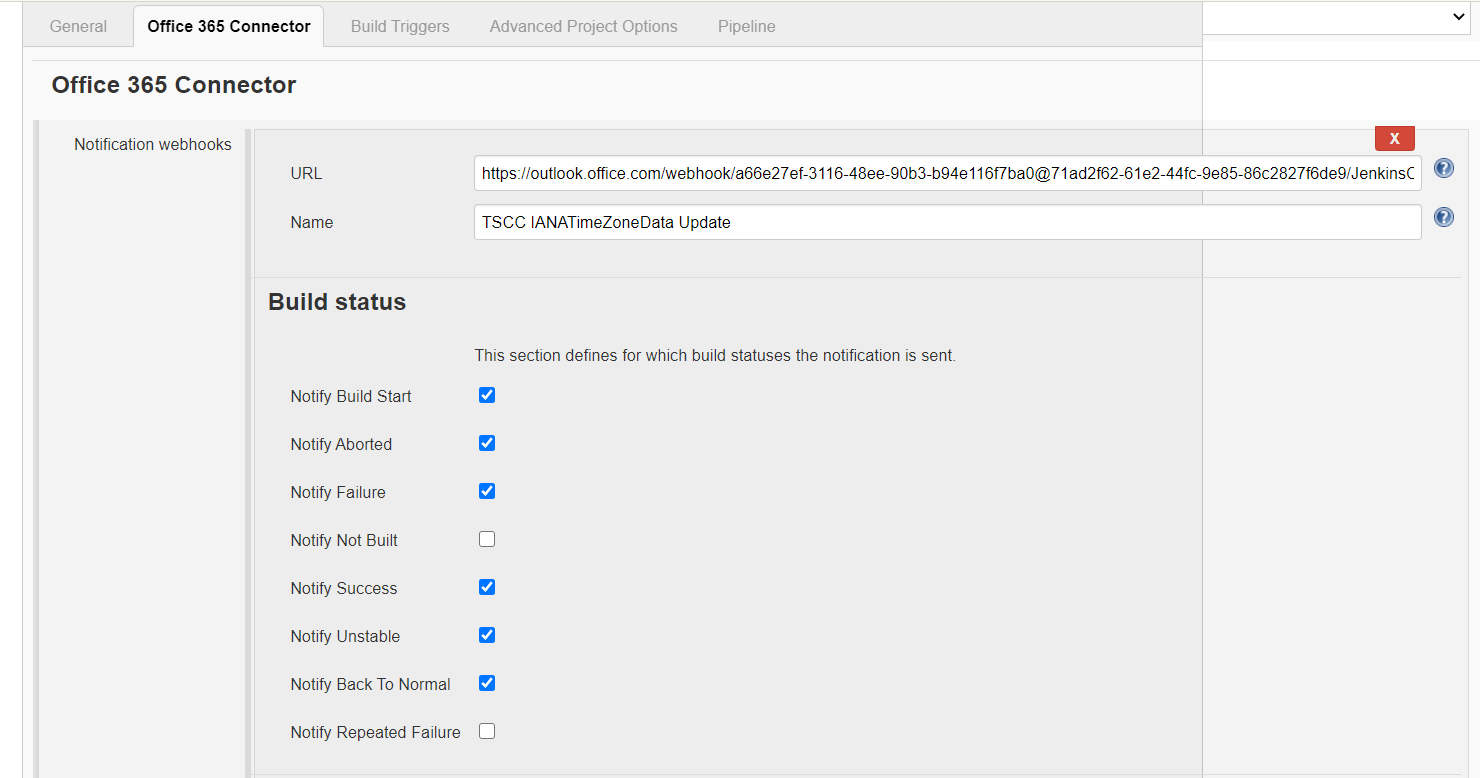 General Office 365 Connector Build Triggers Advanced Project Options Pipeline
Office 365 Connector
Notification webhooks
X
URL https://outlook.office.com/webhook/a66e27ef-3116-48ee-90b3-b94e116f7ba0@71ad2f62-61e2-44fc-9e85-86c2827f6de9/JenkinsC
Name TSCC IANATimeZoneData Update
Build status
This section defines for which build statuses the notification is sent.
Notify Build Start
Notify Aborted
Notify Failure
Notify Not Built
Notify Success
Notify Unstable
Notify Back To Normal
Notify Repeated Failure